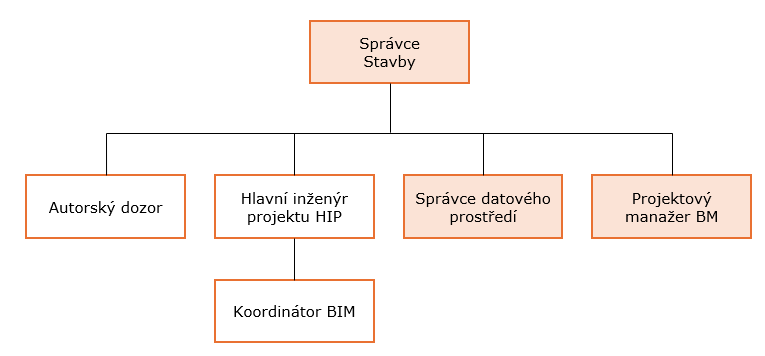 Správce
Stavby
Autorský dozor
Hlavní inženýr
projektu HIP
Správce datového
prostředí
Projektový
manažer BM
Koordinátor BIM